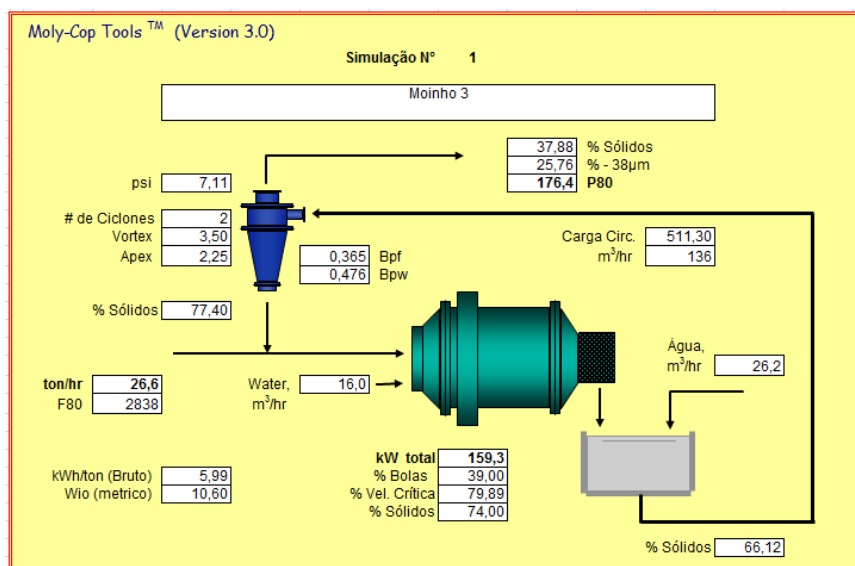 Moly-Cop Tools TM (Version 3.0)
Simulação Nº 1
Moinho 3
37,88 % Sólidos
25,76 % - 38µm
176,4 P80
psi 7,11
# de Ciclones 2
Vortex 3,50
Apex 2,25
0,365 Bpf
0,476 Bpw
Carga Circ. 511,30
m3/hr 136
% Sólidos 77,40
Água,
m3/hr 26,2
ton/hr 26,6
F80 2838
Water, 16,0
m3/hr
kWh/ton (Bruto) 5,99
Wio (metrico) 10,60
kW total 159,3
% Bolas 39,00
% Vel. Crítica 79,89
% Sólidos 74,00
% Sólidos 66,12